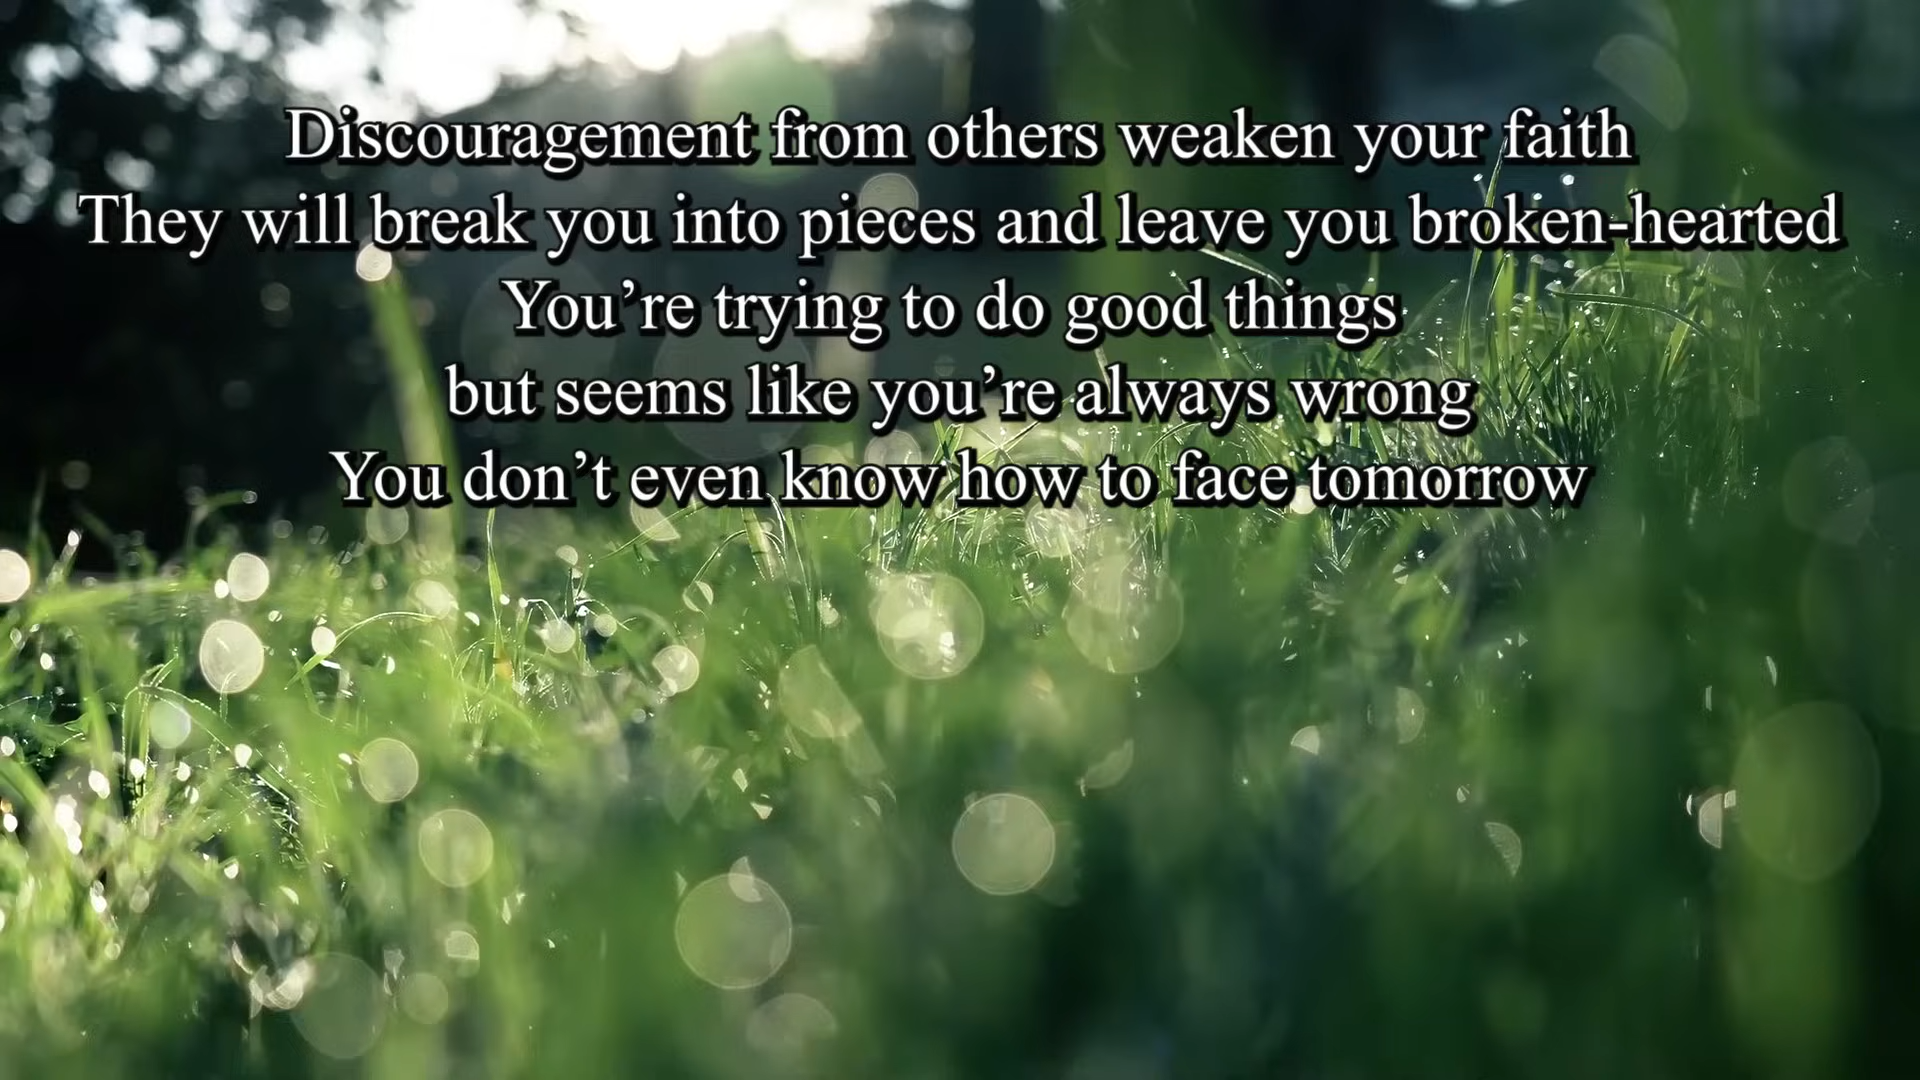 Discouragement from others weaken your faith
They will break you into pieces and leave you broken-hearted
You’re trying to do good things
but seems like you’re always wrong
You don’t even know how to face tomorrow